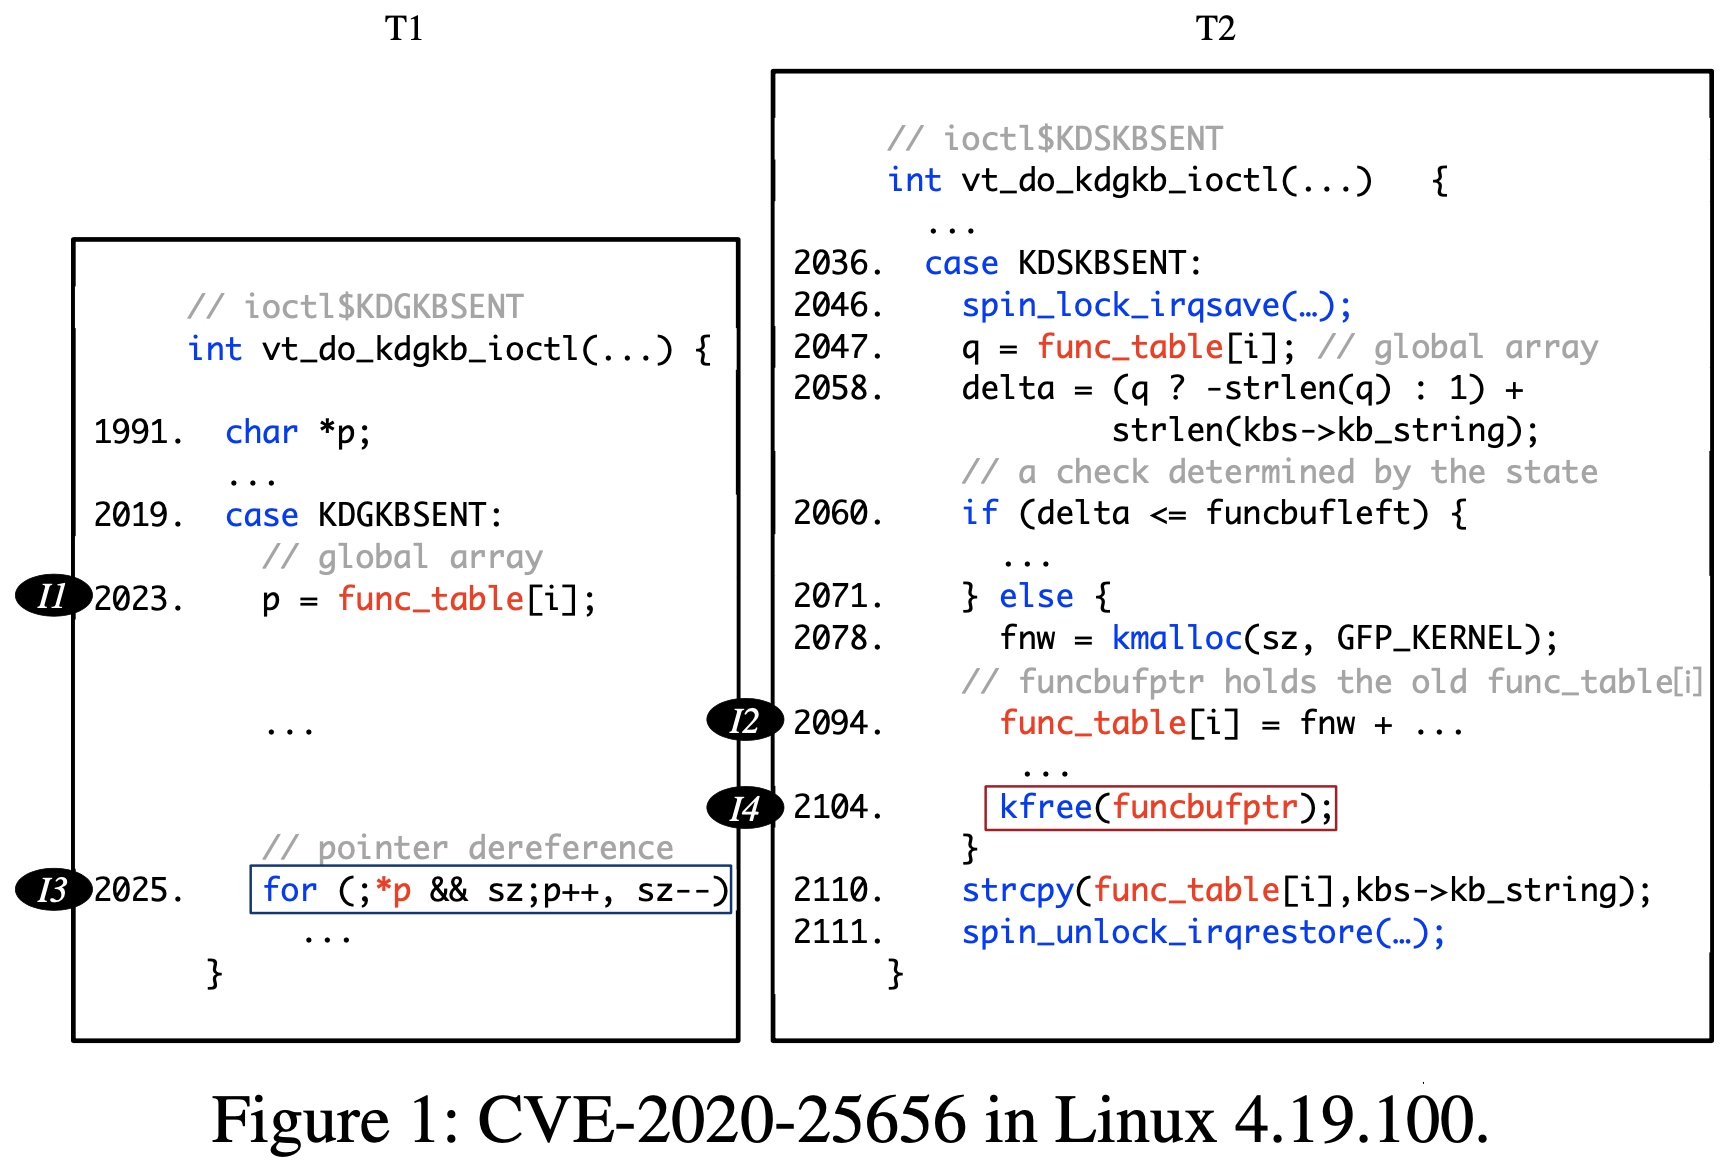 T1
// ioctl$KDGKBSENT
int vt_do_kdgkb_ioctl(...) {
1991. char *p;
...
2019. case KDGKBSENT:
// global array
I1 2023. p = func_table[i];
...
// pointer dereference
I3 2025. for (;*p && sz;p++, sz--)
...
}
T2
// ioctl$KDSKBSENT
int vt_do_kdgkb_ioctl(...) {
...
2036. case KDSKBSENT:
2046. spin_lock_irqsave(…);
2047. q = func_table[i]; // global array
2058. delta = (q ? -strlen(q) : 1) +
strlen(kbs->kb_string);
// a check determined by the state
2060. if (delta <= funcbufleft) {
...
2071. } else {
2078. fnw = kmalloc(sz, GFP_KERNEL);
// funcbufptr holds the old func_table[i]
I2 2094. func_table[i] = fnw + ...
...
I4 2104. kfree(funcbufptr);
}
2110. strcpy(func_table[i],kbs->kb_string);
2111. spin_unlock_irqrestore(…);
}
Figure 1: CVE-2020-25656 in Linux 4.19.100.